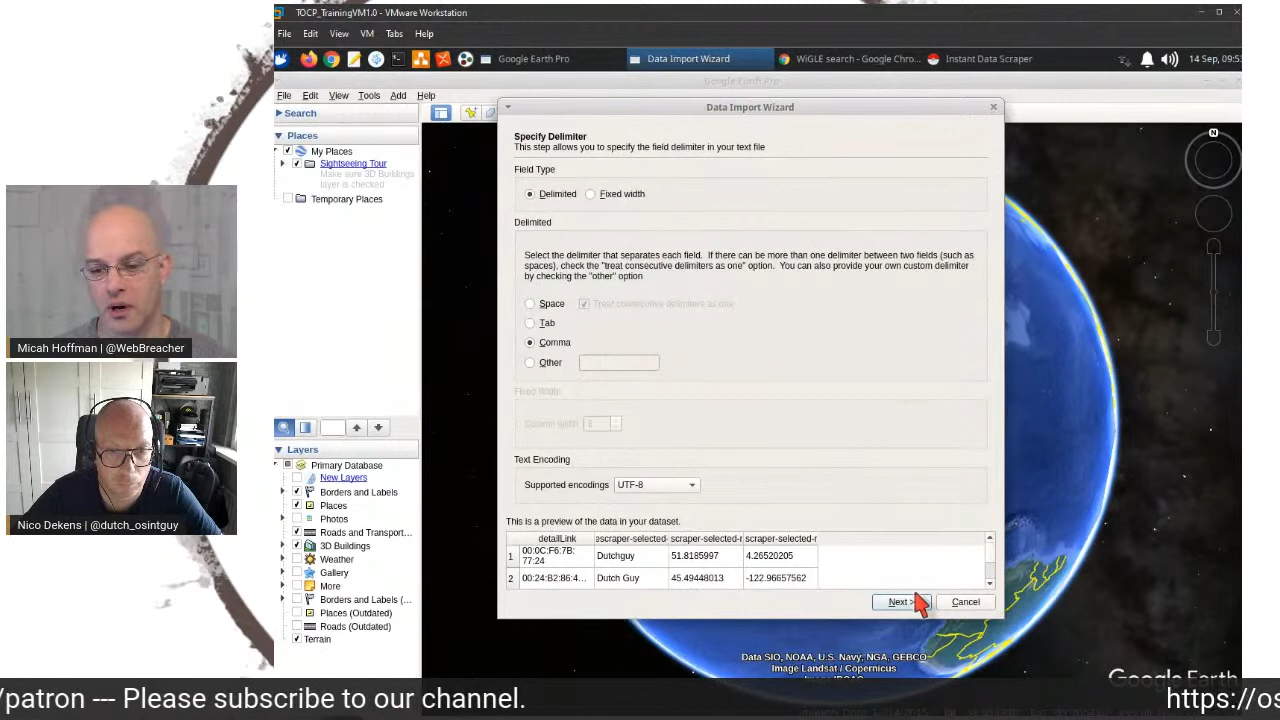 TOCP_TrainingVM1.0 - VMware Workstation
File Edit View VM Tabs Help
Google Earth Pro
Data Import Wizard
WiGLE search - Google Chro...
Instant Data Scraper
14 Sep, 09:5
Google Earth Pro
File Edit View Tools Add Help
Search
Places
My Places
Sightseeing Tour
Make sure 3D Buildings
layer is checked
Temporary Places
Layers
Primary Database
New Layers
Borders and Labels
Places
Photos
Roads and Transport...
3D Buildings
Weather
Gallery
More
Borders and Labels (...
Places (Outdated)
Roads (Outdated)
Terrain
Data Import Wizard
Specify Delimiter
This step allows you to specify the field delimiter in your text file
Field Type
Delimited
Fixed width
Delimited
Select the delimiter that separates each field. If there can be more than one delimiter between two fields (such as
spaces), check the "treat consecutive delimiters as one" option. You can also provide your own custom delimiter
by checking the "other" option
Space
Treat consecutive delimiters as one
Tab
Comma
Other
Fixed Width
Column width
Text Encoding
Supported encodings UTF-8
This is a preview of the data in your dataset.
detailLink escraper-selected- scraper-selected-r scraper-selected-r
1 00:0C:F6:7B:
77:24 Dutchguy 51.8185997 4.26520205
2 00:24:B2:86:4... Dutch Guy 45.49448013 -122.96657562
Next >
Cancel
N
Data SIO, NOAA, U.S. Navy, NGA, GEBCO
Image Landsat / Copernicus
Google Earth
Micah Hoffman | @WebBreacher
Nico Dekens | @dutch_osintguy
/patron --- Please subscribe to our channel.
https://os